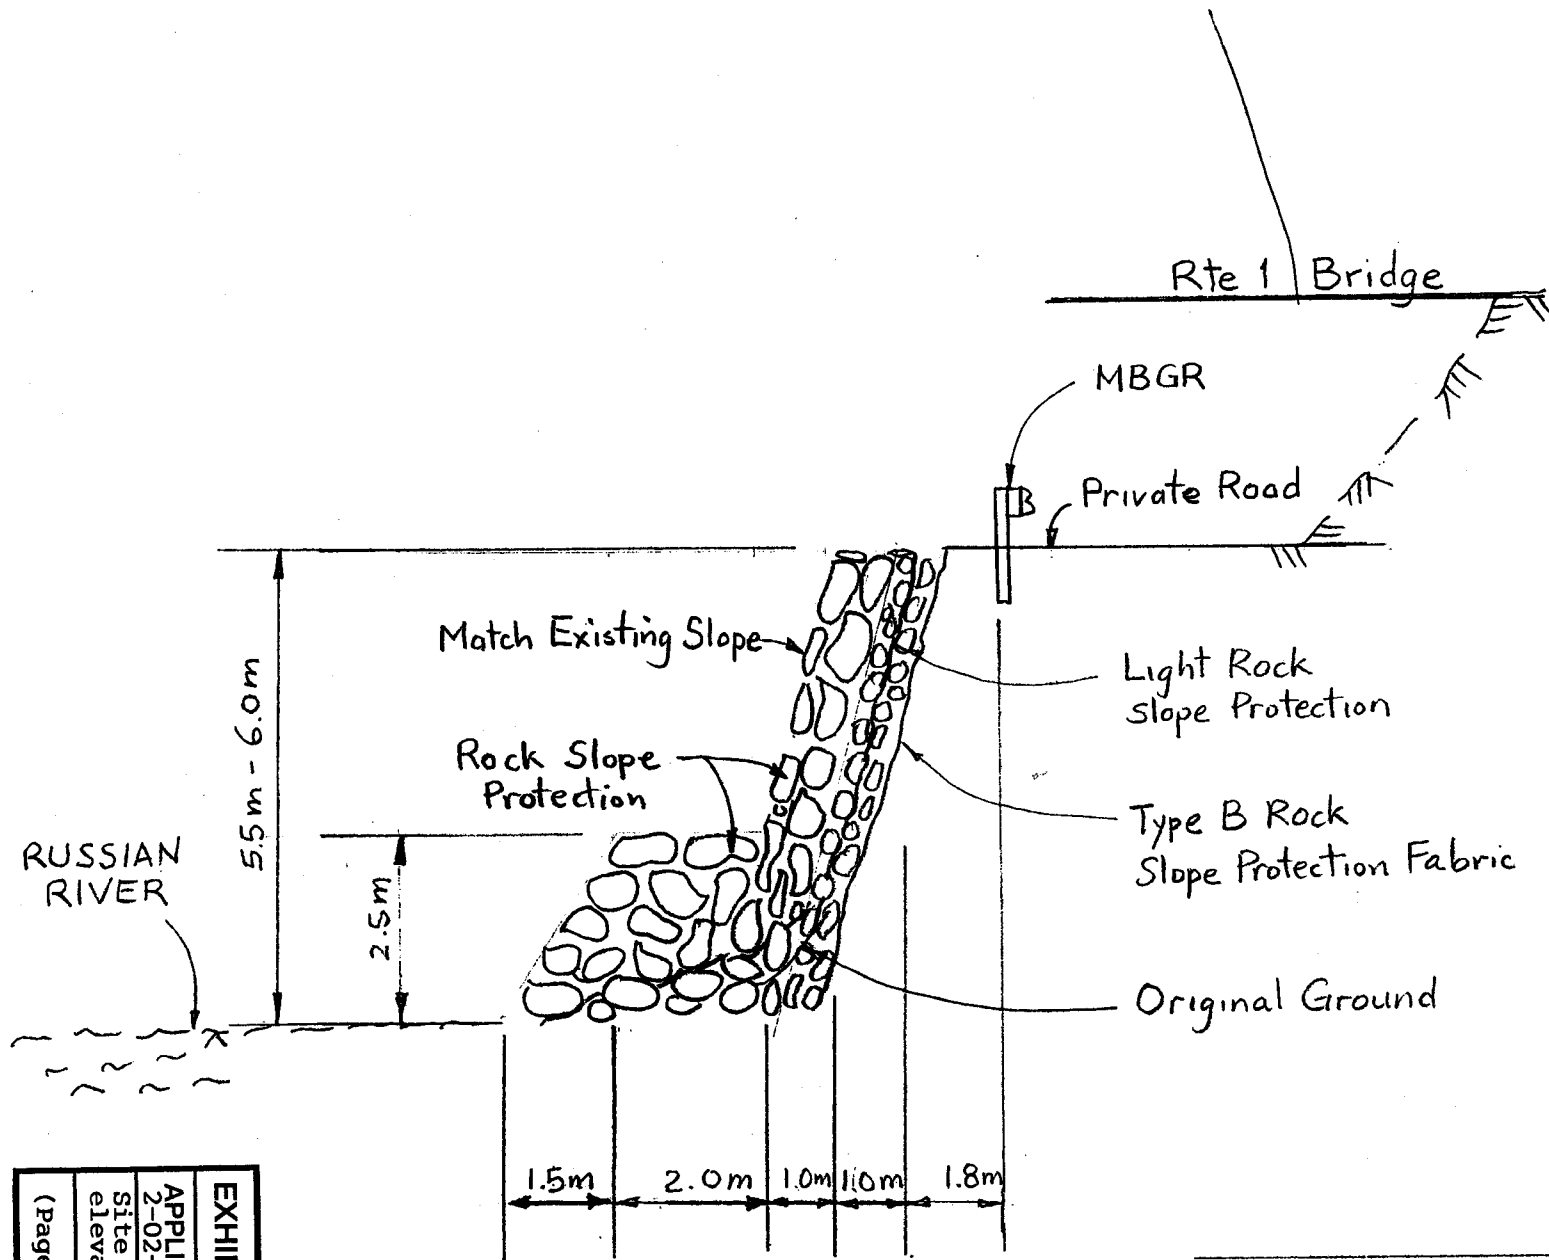 Rte 1 Bridge
MBGR
Private Road
Match Existing Slope
Light Rock
Slope Protection
5.5m - 6.0m
Rock Slope
Protection
Type B Rock
Slope Protection Fabric
RUSSIAN
RIVER
2.5m
Original Ground
1.5m
2.0m
1.0m
1.0m
1.8m
APPLI
2-02-
Site
eleva
(Page